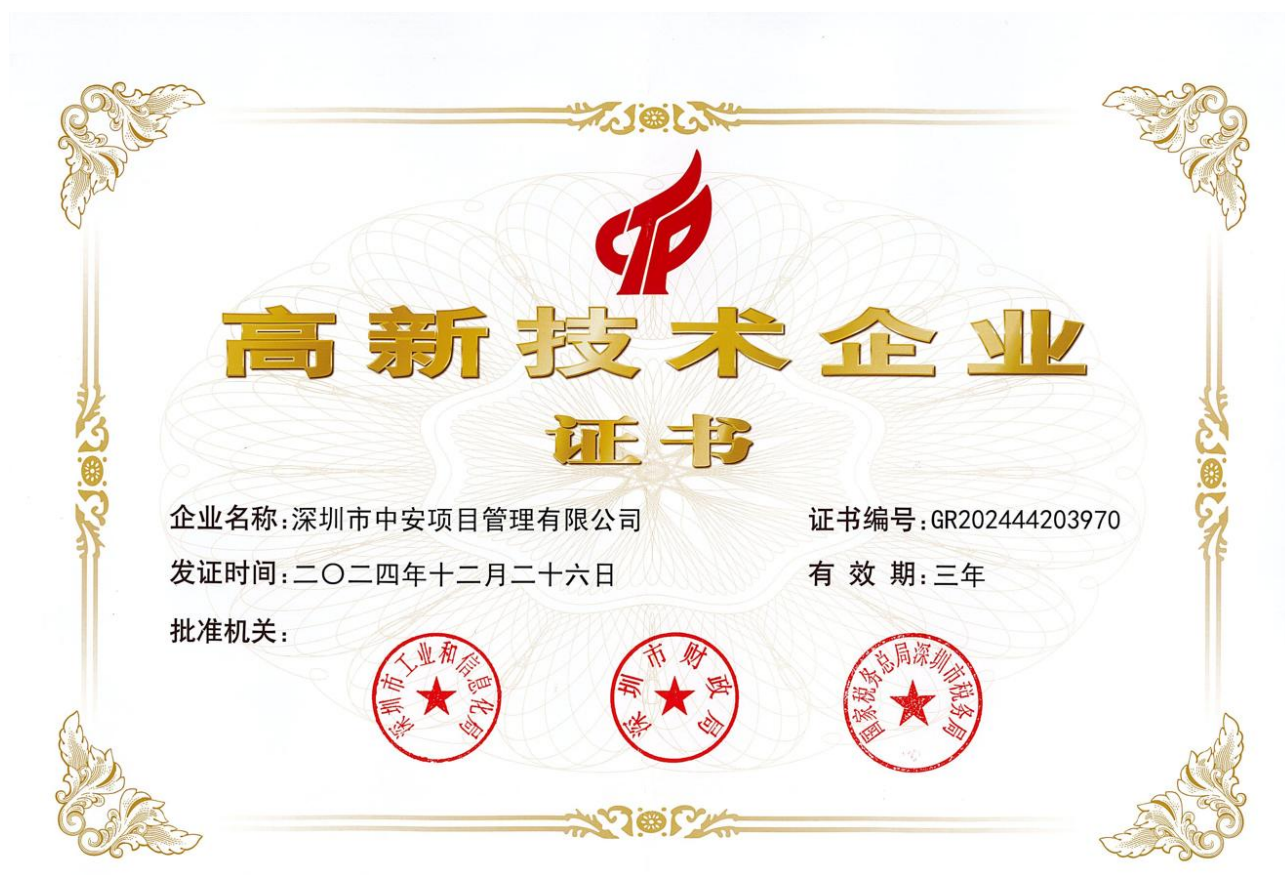 高新技术企业
证书
企业名称:深圳市中安项目管理有限公司
证书编号:GR202444203970
发证时间:二〇二四年十二月二十六日
有效期:三年
批准机关:
深圳市工业和信息化局
深圳市财政局
国家税务总局深圳市税务局